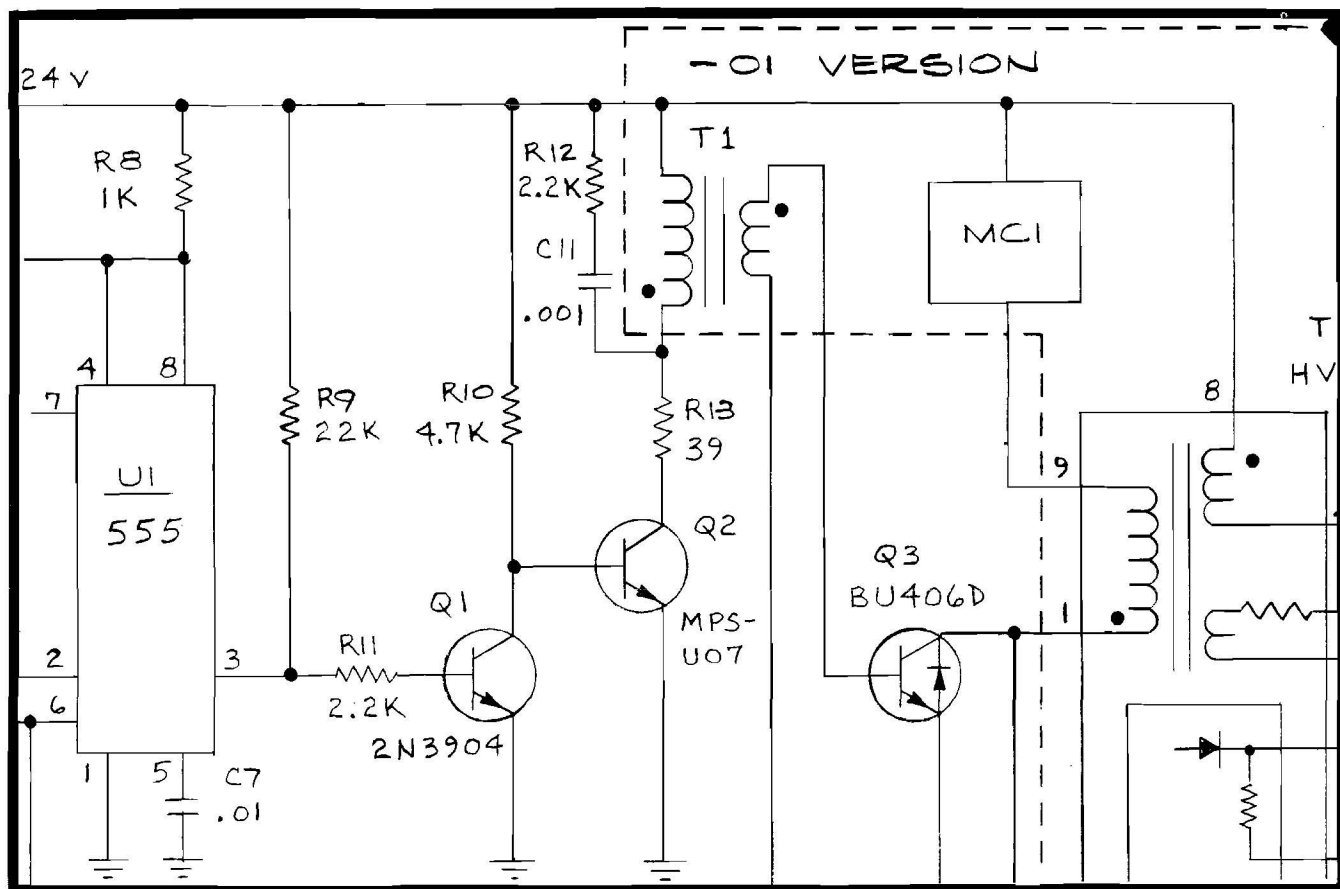 -01 VERSION
24 V
R8
1K
R12
2.2K
T1
C11
.001
MC1
T
HV
4
8
7
R9
22K
R10
4.7K
R13
39
8
9
U1
555
Q2
Q3
BU406D
Q1
1
MPS-
U07
R11
2.2K
2
3
6
2N3904
1
5
C7
.01